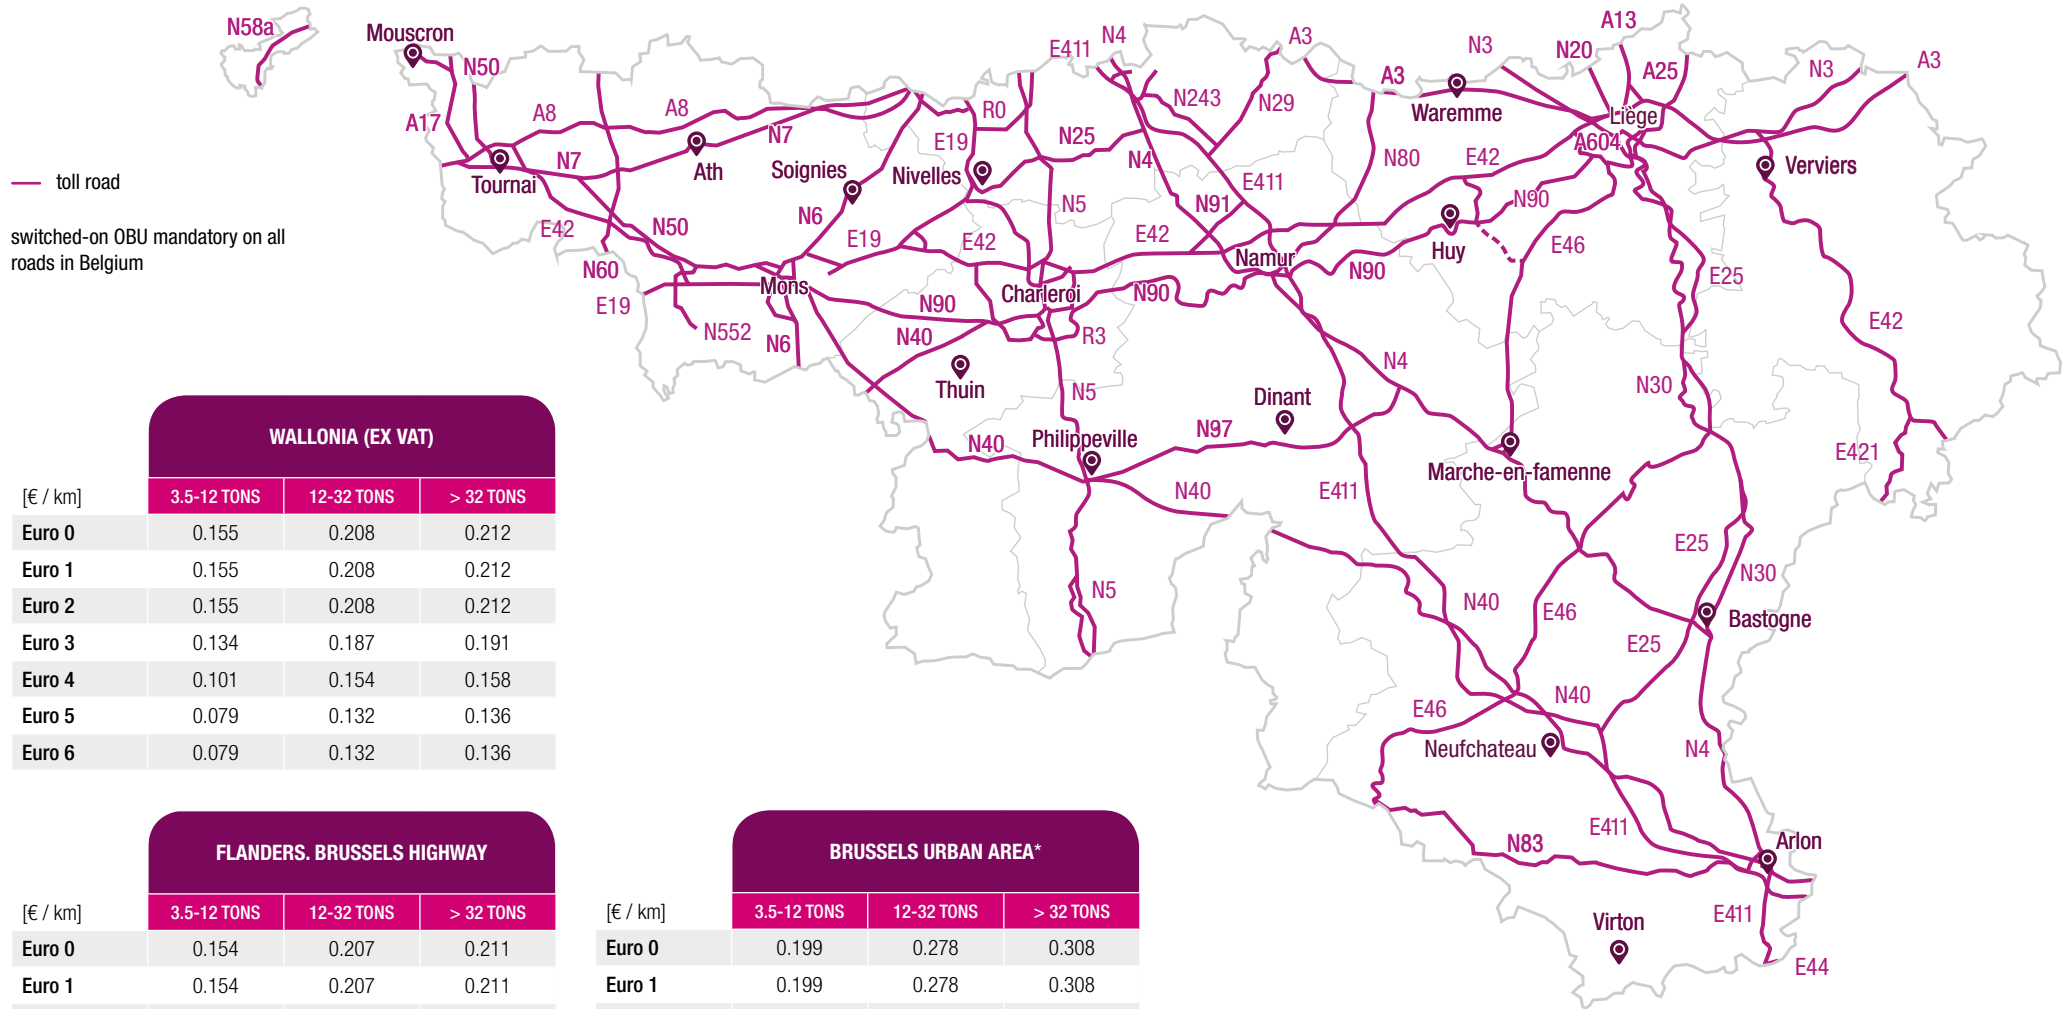 N58a
Mouscron
N50
A17
A8
A8
N7
N7
Tournai
Ath
Soignies
Nivelles
E19
R0
E411
N4
N243
N29
A3
A3
N3
N20
A13
A25
N3
A3
Waremme
Liège
A604
Verviers
N25
N4
N80
E42
N90
N5
E411
N91
E42
E42
N6
E19
E42
N50
N60
E19
N552
Mons
N6
N90
N40
Charleroi
R3
N90
Namur
N90
Huy
E46
E25
E42
toll road
switched-on OBU mandatory on all
roads in Belgium
Thuin
N5
Dinant
N4
N30
Philippeville
N97
N40
N40
E411
Marche-en-famenne
E421
N5
E25
N30
N40
E46
E25
Bastogne
E46
N40
Neufchateau
N4
E411
N83
Arlon
E411
Virton
E44
WALLONIA (EX VAT)
[€ / km] 3.5-12 TONS 12-32 TONS > 32 TONS
Euro 0 0.155 0.208 0.212
Euro 1 0.155 0.208 0.212
Euro 2 0.155 0.208 0.212
Euro 3 0.134 0.187 0.191
Euro 4 0.101 0.154 0.158
Euro 5 0.079 0.132 0.136
Euro 6 0.079 0.132 0.136
FLANDERS. BRUSSELS HIGHWAY
[€ / km] 3.5-12 TONS 12-32 TONS > 32 TONS
Euro 0 0.154 0.207 0.211
Euro 1 0.154 0.207 0.211
BRUSSELS URBAN AREA*
[€ / km] 3.5-12 TONS 12-32 TONS > 32 TONS
Euro 0 0.199 0.278 0.308
Euro 1 0.199 0.278 0.308